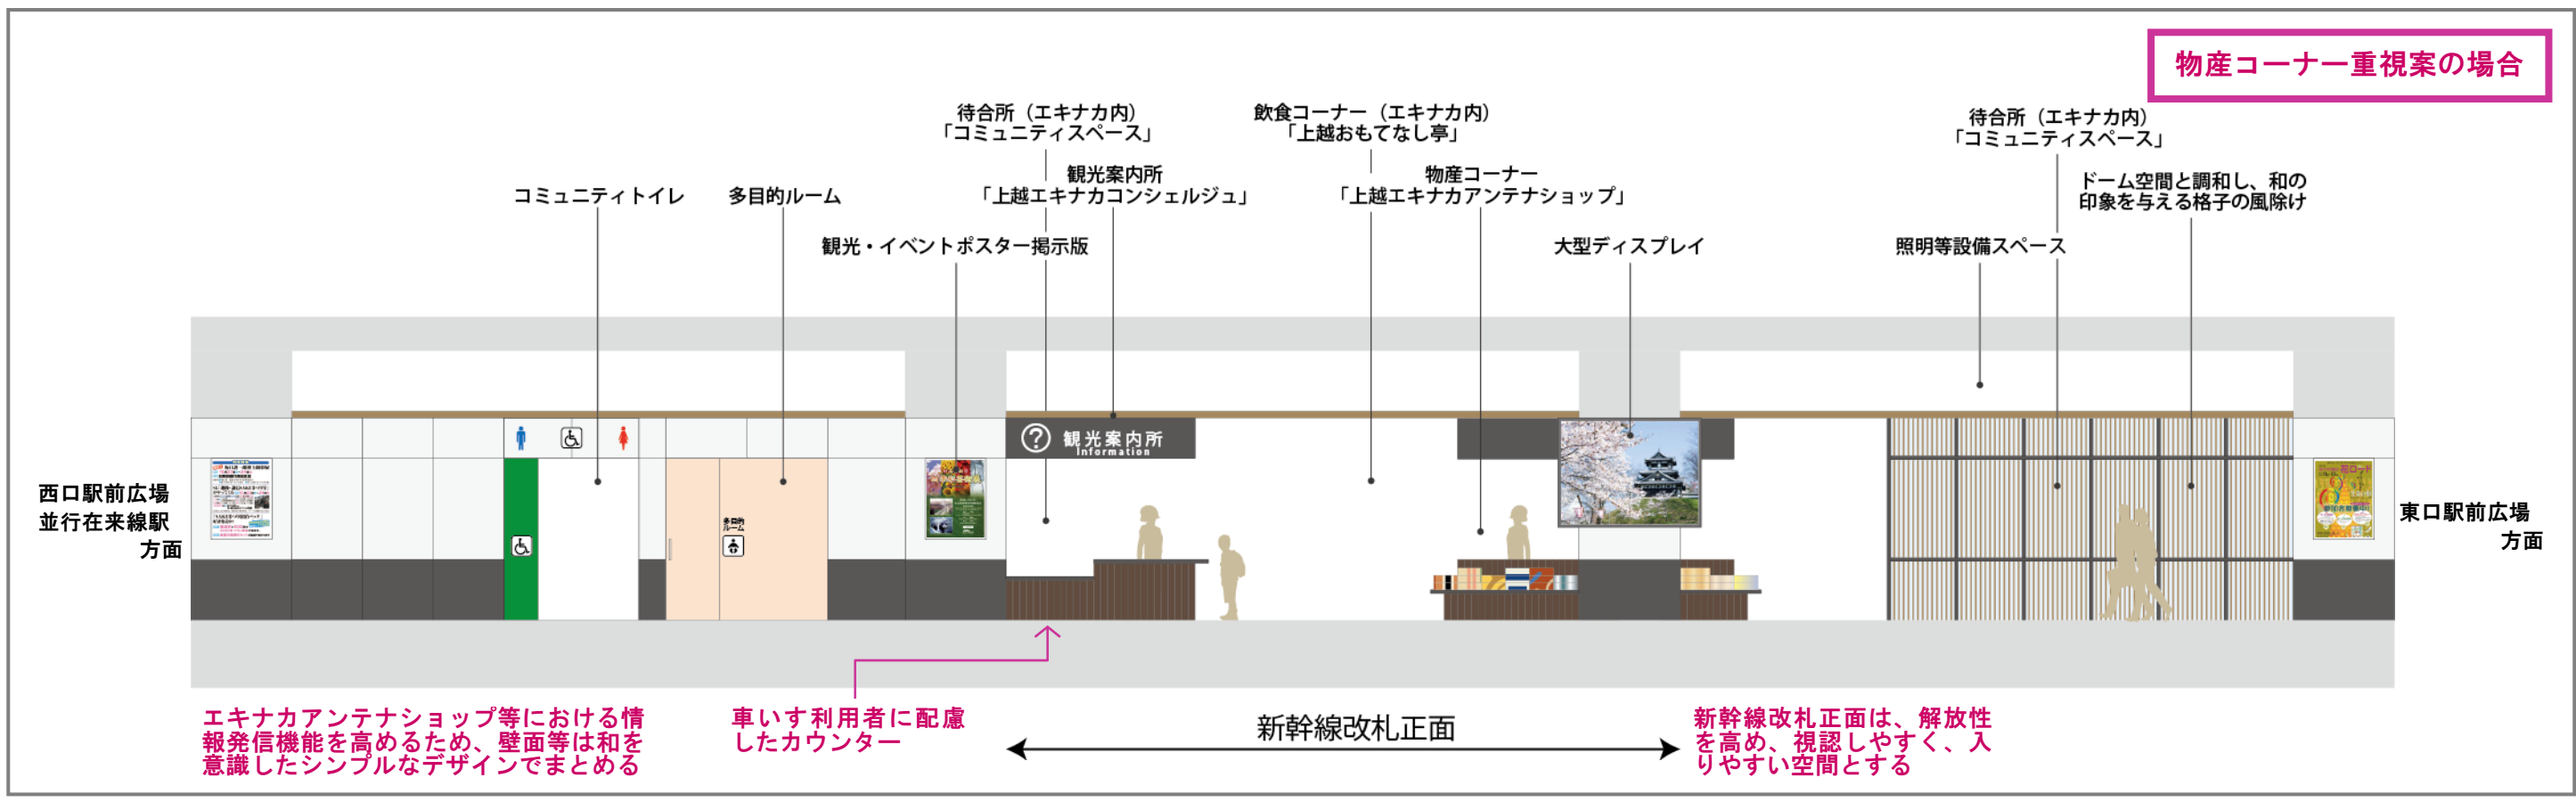 物産コーナー重視案の場合
待合所（エキナカ内）
「コミュニティスペース」
飲食コーナー（エキナカ内）
「上越おもてなし亭」
待合所（エキナカ内）
「コミュニティスペース」
観光案内所
「上越エキナカコンシェルジュ」
物産コーナー
「上越エキナカアンテナショップ」
ドーム空間と調和し、和の
印象を与える格子の風除け
コミュニティトイレ
多目的ルーム
観光・イベントポスター掲示版
大型ディスプレイ
照明等設備スペース
観光案内所
Information
多目的
ルーム
西口駅前広場
並行在来線駅
方面
東口駅前広場
方面
エキナカアンテナショップ等における情
報発信機能を高めるため、壁面等は和を
意識したシンプルなデザインでまとめる
車いす利用者に配慮
したカウンター
新幹線改札正面
新幹線改札正面は、解放性
を高め、視認しやすく、入
りやすい空間とする